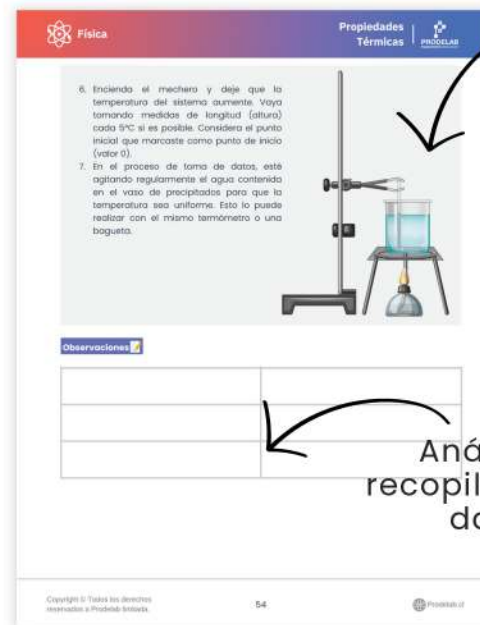 Física
Propiedades
Térmicas
PRODELAB
6. Encienda el mechero y deje que la
temperatura del sistema aumente. Vaya
tomando medidas de longitud (altura)
cada 5°C si es posible. Considera el punto
inicial que marcaste como punto de inicio
(valor 0).
7. En el proceso de toma de datos, esté
agitando regularmente el agua contenida
en el vaso de precipitados para que la
temperatura sea uniforme. Esto lo puede
realizar con el mismo termómetro o una
bagueta.
Observaciones
Aná
recopil
da
Copyright © Todos los derechos
reservados a Prodelab limitada.
54
Prodelab.cl